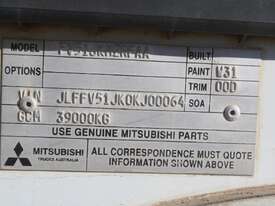 MODEL FV51JKR2RFAA BUILT
OPTIONS PAINT W31
TRIM 00D
VIN JLFFV51JK0KJ00064 SOA
GCM 39000KG
USE GENUINE MITSUBISHI PARTS
MITSUBISHI
TRUCKS AUSTRALIA
ALL CORRESPONDENCE MUST QUOTE
INFORMATION SHOWN ABOVE